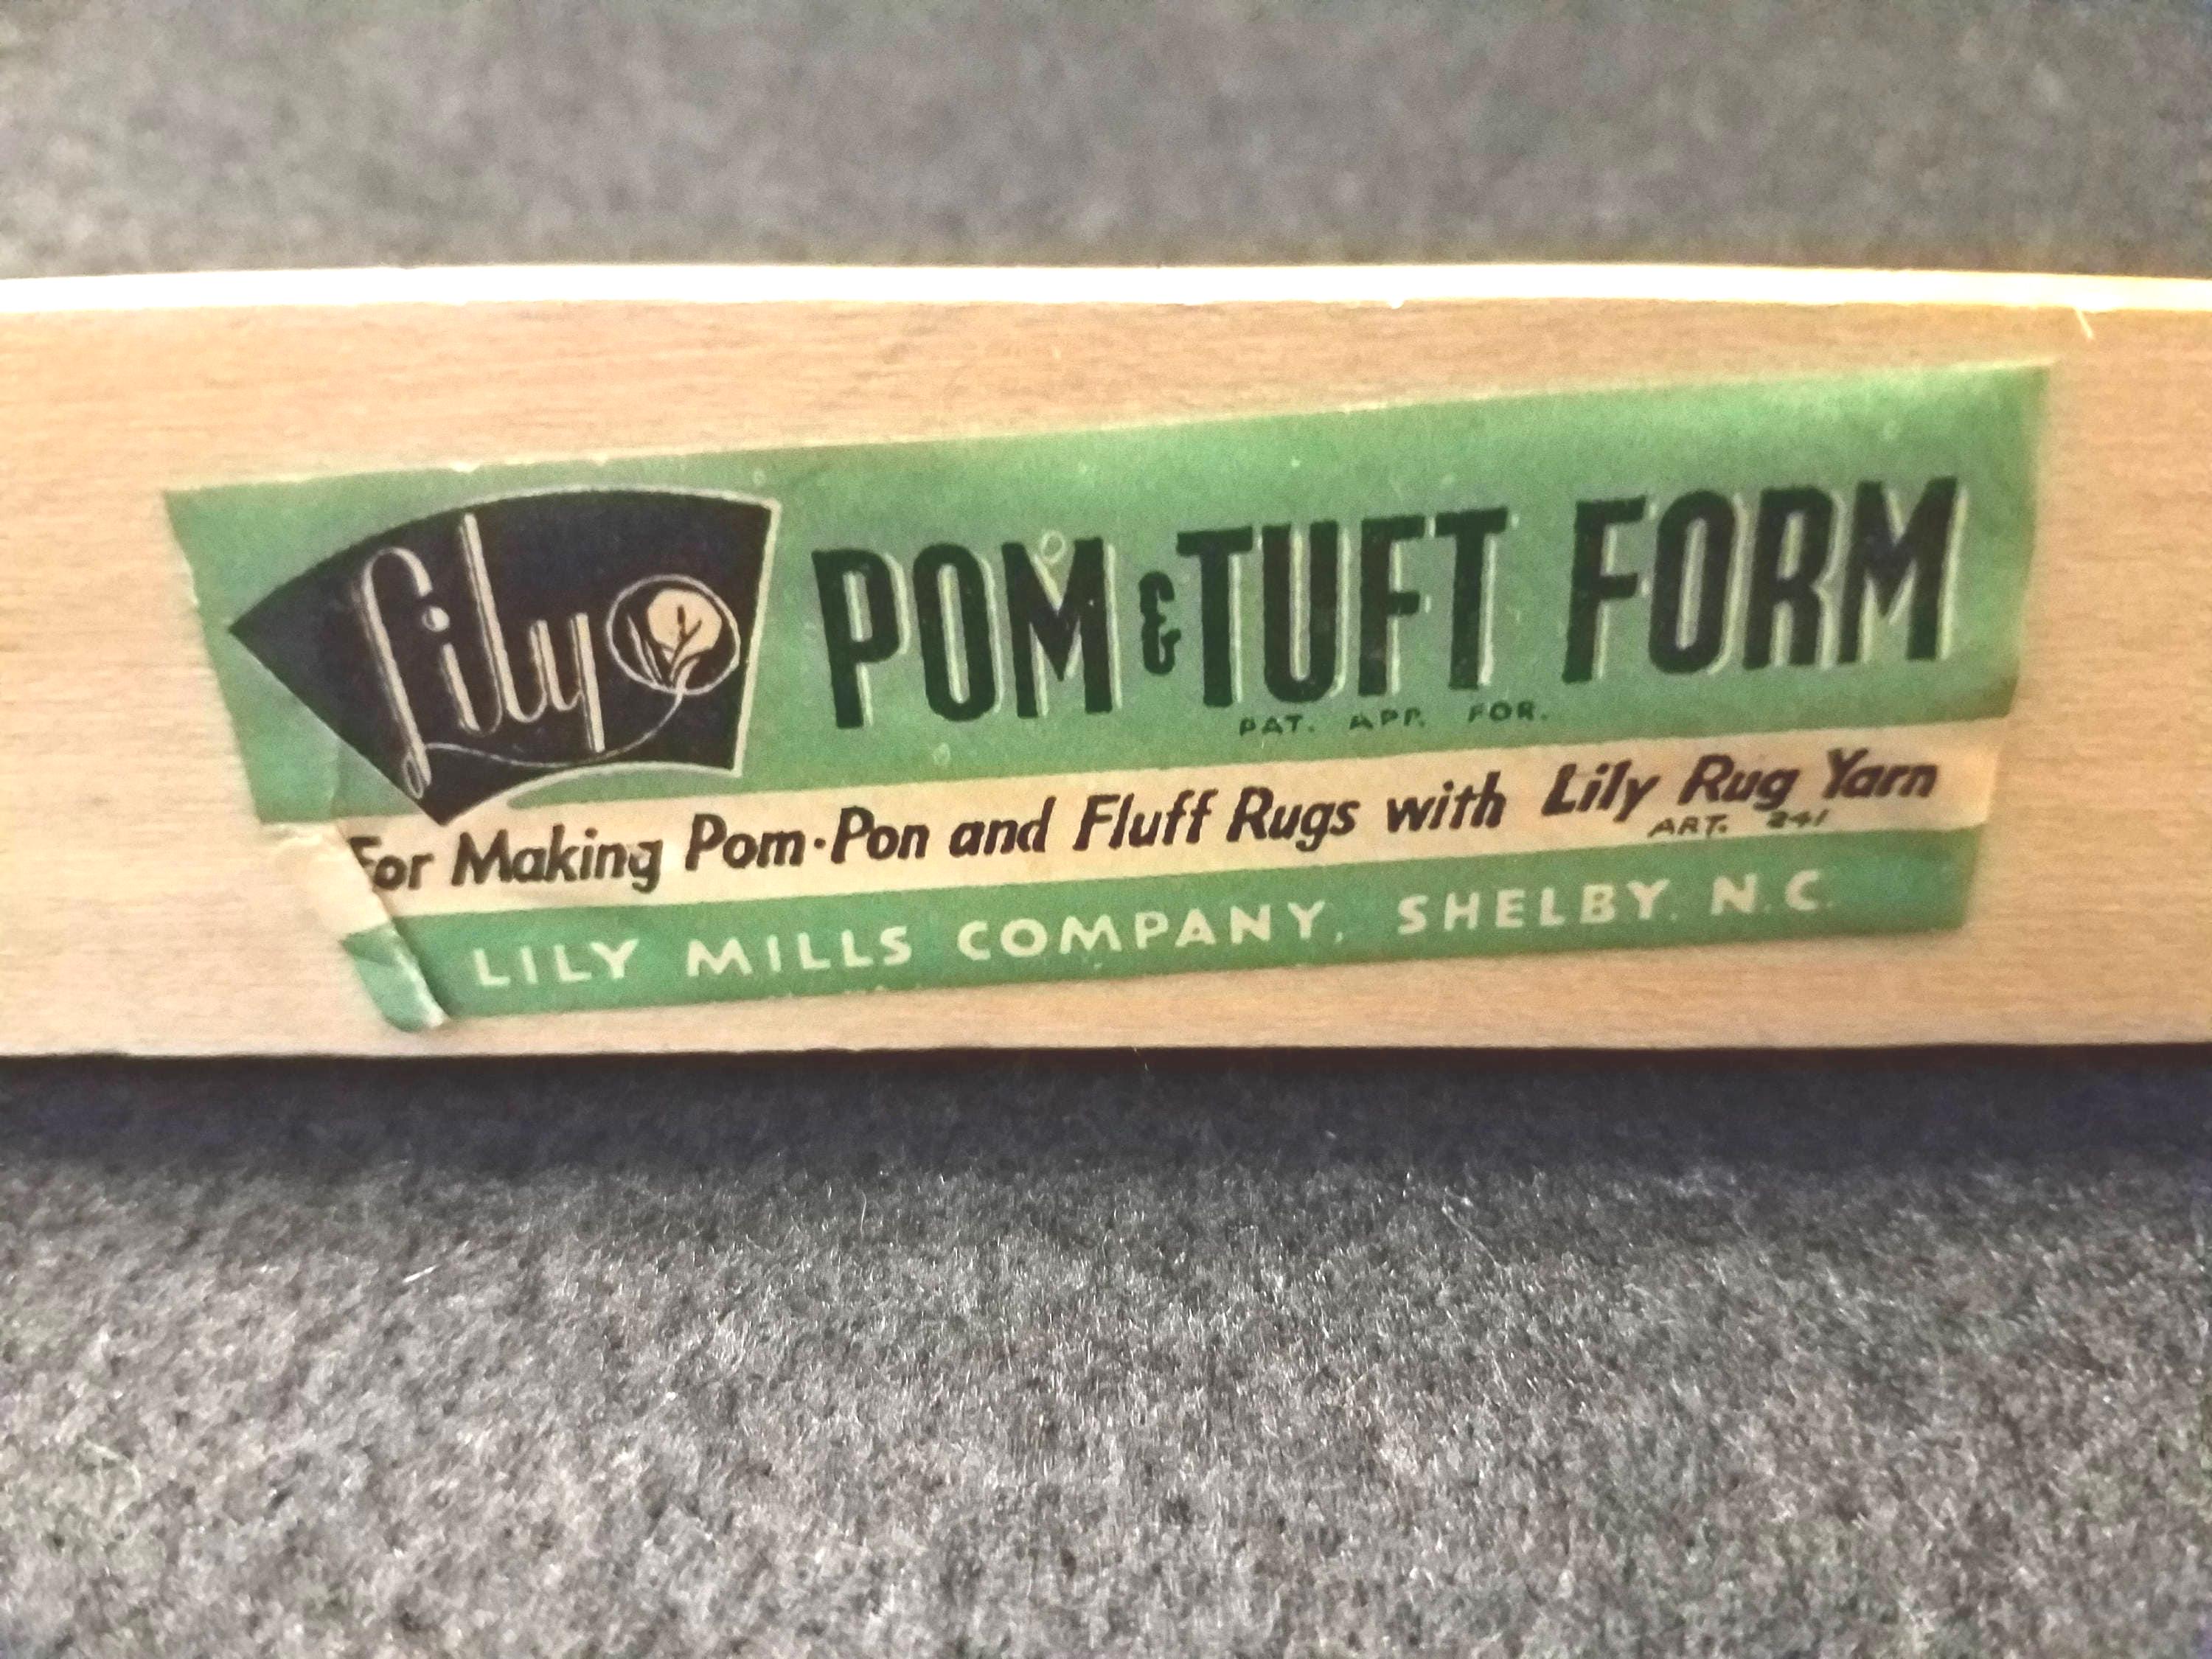 Lily
POM & TUFT FORM
PAT. APP. FOR.
For Making Pom-Pon and Fluff Rugs with Lily Rug Yarn
ART. 241
LILY MILLS COMPANY, SHELBY, N.C.